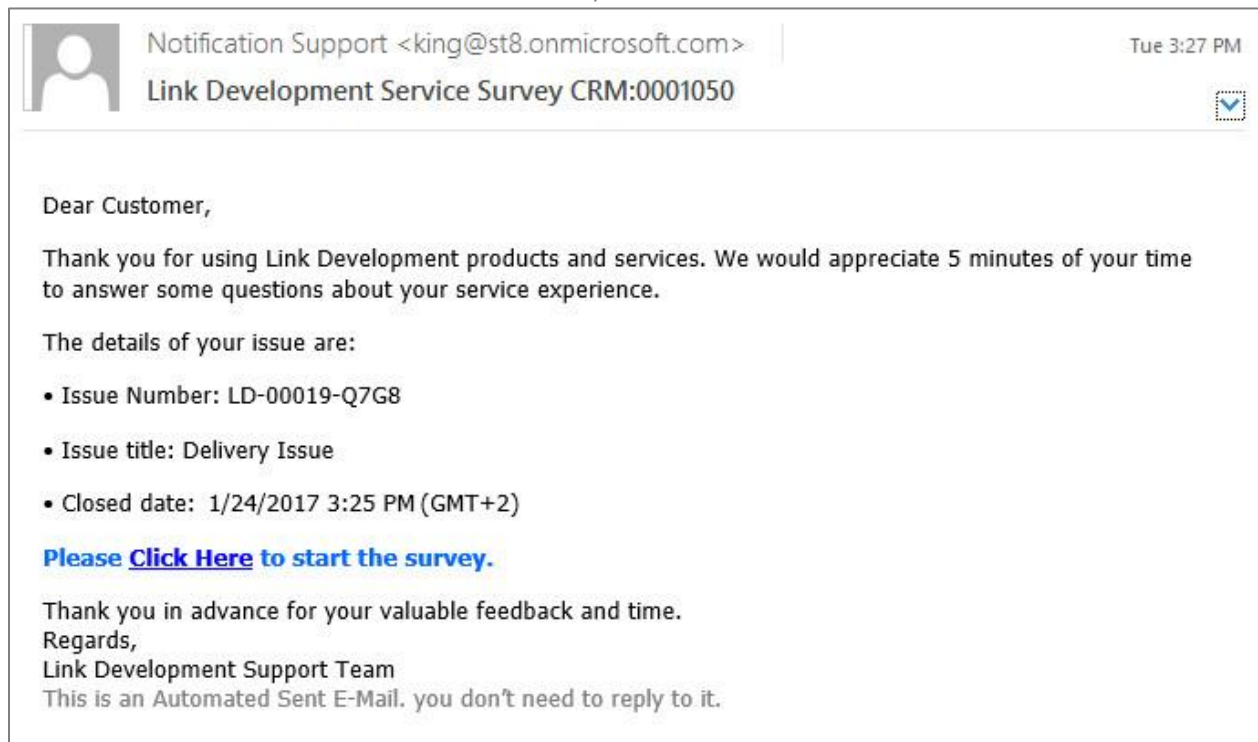 Notification Support <king@st8.onmicrosoft.com>
Tue 3:27 PM
Link Development Service Survey CRM:0001050
Dear Customer,
Thank you for using Link Development products and services. We would appreciate 5 minutes of your time
to answer some questions about your service experience.
The details of your issue are:
• Issue Number: LD-00019-Q7G8
• Issue title: Delivery Issue
• Closed date:  1/24/2017 3:25 PM (GMT+2)
Please Click Here to start the survey.
Thank you in advance for your valuable feedback and time.
Regards,
Link Development Support Team
This is an Automated Sent E-Mail. you don't need to reply to it.